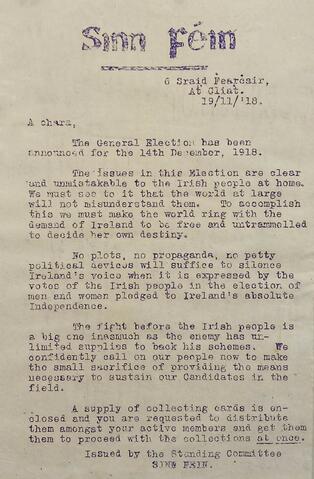 Sinn Féin
6 Sraid Fearcair,
At Cliat.
19/11/'18.
A chara,
The General Election has been
announced for the 14th December, 1918.
The issues in this Election are clear
and unmistakable to the Irish people at home.
We must see to it that the world at large
will not misunderstand them. To accomplish
this we must make the world ring with the
demand of Ireland to be free and untrammelled
to decide her own destiny.
No plots, no propaganda, no petty
political devices will suffice to silence
Ireland's voice when it is expressed by the
votes of the Irish people in the election of
men and women pledged to Ireland's absolute
Independence.
The fight before the Irish people is
a big one inasmuch as the enemy has un-
limited supplies to back his schemes. We
confidently call on our people now to make
the small sacrifice of providing the means
necessary to sustain our Candidates in the
field.
A supply of collecting cards is en-
closed and you are requested to distribute
them amongst your active members and get them
them to proceed with the collections at once.
Issued by the Standing Committee
SINN FEIN.